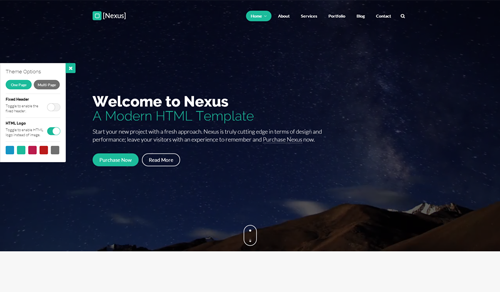 [Nexus]
Home
About
Services
Portfolio
Blog
Contact
Theme Options
One Page
Multi Page
Fixed Header
Toggle to enable the
fixed header
HTML Logo
Toggle to enable HTML
logo instead of image
Welcome to Nexus
A Modern HTML Template
Start your new project with a fresh approach. Nexus is truly cutting edge in terms of design and
performance; leave your visitors with an experience to remember and Purchase Nexus now.
Purchase Now
Read More